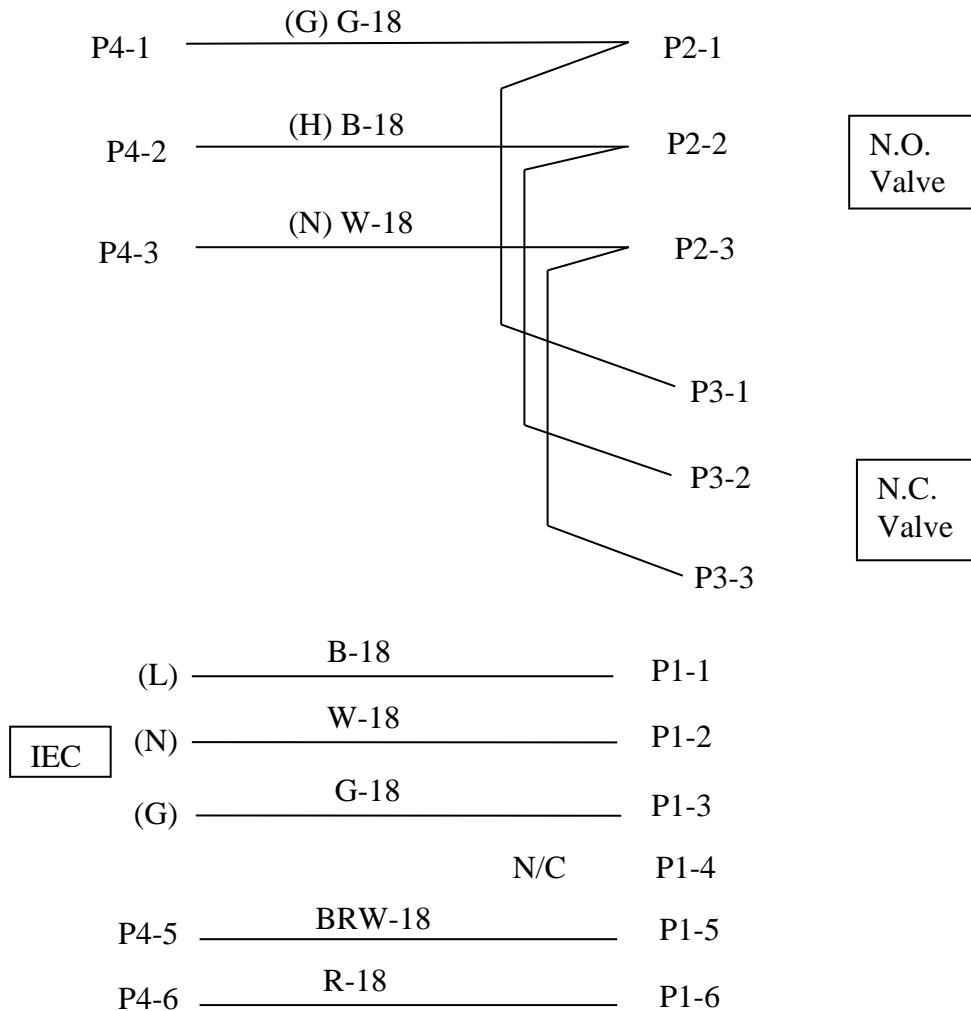 (G) G-18
P4-1 P2-1
(H) B-18
P4-2 P2-2
N.O.
Valve
(N) W-18
P4-3 P2-3
P3-1
P3-2
N.C.
Valve
P3-3
B-18
(L) P1-1
W-18
IEC (N) P1-2
G-18
(G) P1-3
N/C P1-4
BRW-18
P4-5 P1-5
R-18
P4-6 P1-6